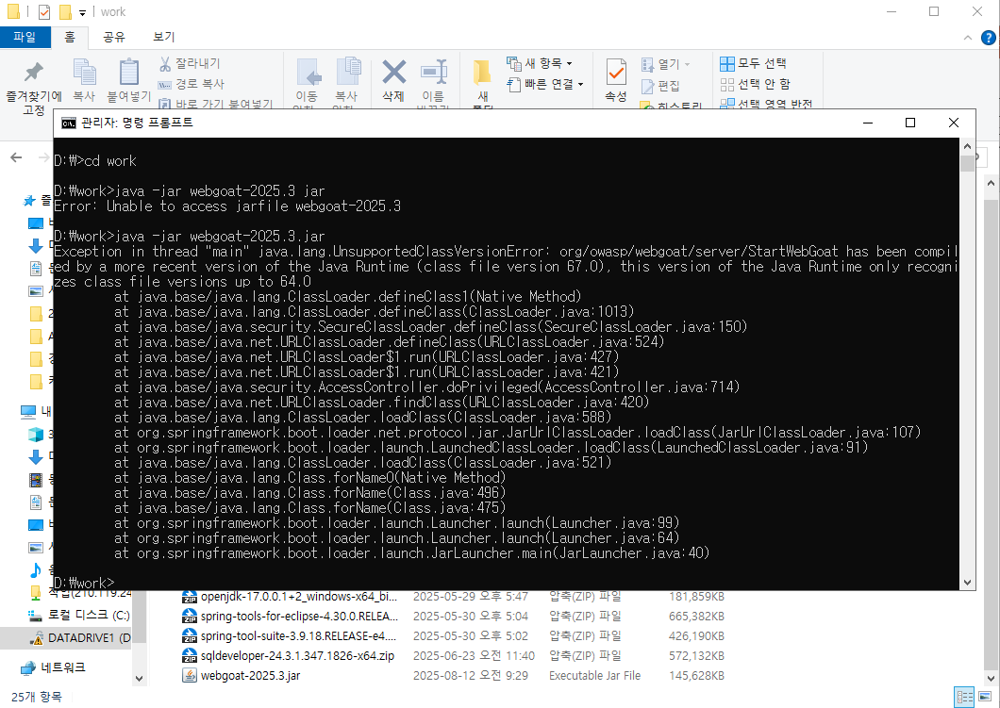 work
파일
홈
공유
보기
즐겨찾기에
고정
복사
붙여넣기
잘라내기
경로 복사
바로 가기 붙여넣기
이동
복사
삭제
이름
새
새 항목
빠른 연결
속성
열기
편집
히스토리
모두 선택
선택 안 함
선택 영역 반전
관리자: 명령 프롬프트
D:\>cd work
D:\work>java -jar webgoat-2025.3 jar
Error: Unable to access jarfile webgoat-2025.3
D:\work>java -jar webgoat-2025.3.jar
Exception in thread "main" java.lang.UnsupportedClassVersionError: org/owasp/webgoat/server/StartWebGoat has been compil
ed by a more recent version of the Java Runtime (class file version 67.0), this version of the Java Runtime only recogni
zes class file versions up to 64.0
at java.base/java.lang.ClassLoader.defineClass1(Native Method)
at java.base/java.lang.ClassLoader.defineClass(ClassLoader.java:1013)
at java.base/java.security.SecureClassLoader.defineClass(SecureClassLoader.java:150)
at java.base/java.net.URLClassLoader.defineClass(URLClassLoader.java:524)
at java.base/java.net.URLClassLoader$1.run(URLClassLoader.java:427)
at java.base/java.net.URLClassLoader$1.run(URLClassLoader.java:421)
at java.base/java.security.AccessController.doPrivileged(AccessController.java:714)
at java.base/java.net.URLClassLoader.findClass(URLClassLoader.java:420)
at java.base/java.lang.ClassLoader.loadClass(ClassLoader.java:588)
at org.springframework.boot.loader.net.protocol.jar.JarUrlClassLoader.loadClass(JarUrlClassLoader.java:107)
at org.springframework.boot.loader.launch.LaunchedClassLoader.loadClass(LaunchedClassLoader.java:91)
at java.base/java.lang.ClassLoader.loadClass(ClassLoader.java:521)
at java.base/java.lang.Class.forName0(Native Method)
at java.base/java.lang.Class.forName(Class.java:496)
at java.base/java.lang.Class.forName(Class.java:475)
at org.springframework.boot.loader.launch.Launcher.launch(Launcher.java:99)
at org.springframework.boot.loader.launch.Launcher.launch(Launcher.java:64)
at org.springframework.boot.loader.launch.JarLauncher.main(JarLauncher.java:40)
D:\work>
작업(210.119.24
로컬 디스크 (C:)
DATADRIVE1 (D
네트워크
openjdk-17.0.0.1+2_windows-x64_bi... 2025-05-29 오후 5:47 압축(ZIP) 파일 181,859KB
spring-tools-for-eclipse-4.30.0.RELEA... 2025-05-30 오후 5:04 압축(ZIP) 파일 665,382KB
spring-tool-suite-3.9.18.RELEASE-e4.... 2025-05-30 오후 5:02 압축(ZIP) 파일 426,190KB
sqldeveloper-24.3.1.347.1826-x64.zip 2025-06-23 오전 11:40 압축(ZIP) 파일 572,132KB
webgoat-2025.3.jar 2025-08-12 오전 9:29 Executable Jar File 145,628KB
25개 항목